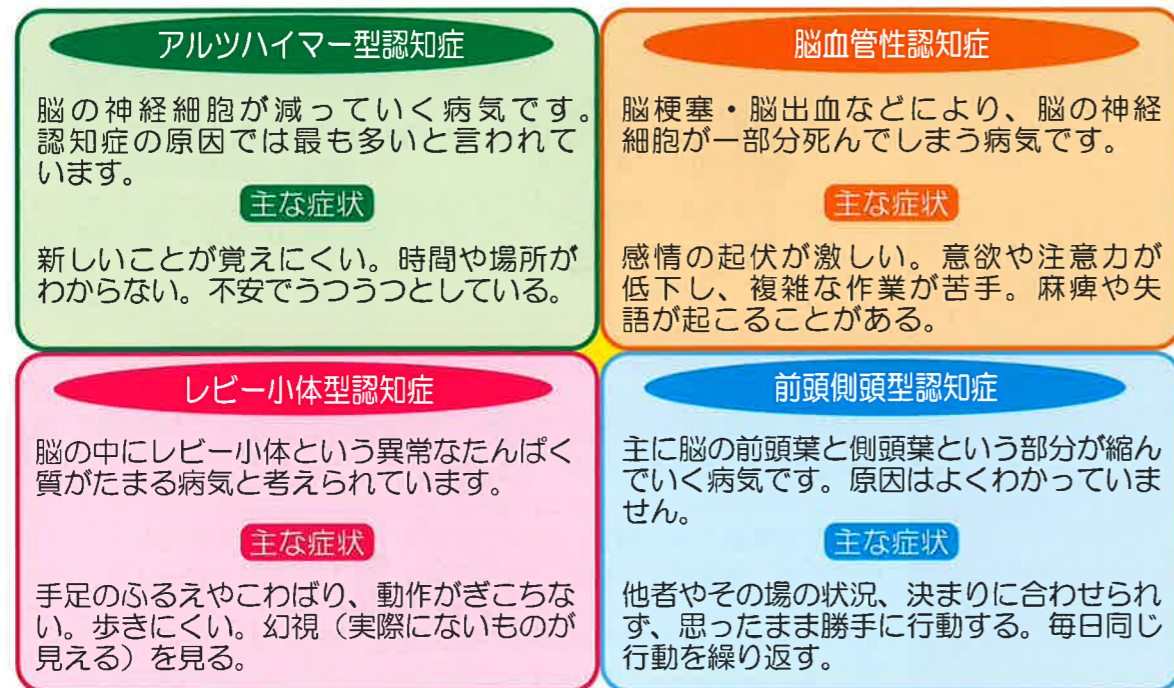 アルツハイマー型認知症
脳の神経細胞が減っていく病気です。
認知症の原因では最も多いと言われて
います。
主な症状
新しいことが覚えにくい。時間や場所が
わからない。不安でうつうつとしている。
脳血管性認知症
脳梗塞・脳出血などにより、脳の神経
細胞が一部分死んでしまう病気です。
主な症状
感情の起伏が激しい。意欲や注意力が
低下し、複雑な作業が苦手。麻痺や失
語が起こることがある。
レビー小体型認知症
脳の中にレビー小体という異常なたんぱく
質がたまる病気と考えられています。
主な症状
手足のふるえやこわばり、動作がぎこちな
い。歩きにくい。幻視（実際にないものが
見える）を見る。
前頭側頭型認知症
主に脳の前頭葉と側頭葉という部分が縮ん
でいく病気です。原因はよくわかっていま
せん。
主な症状
他者やその場の状況、決まりに合わせられ
ず、思ったまま勝手に行動する。毎日同じ
行動を繰り返す。